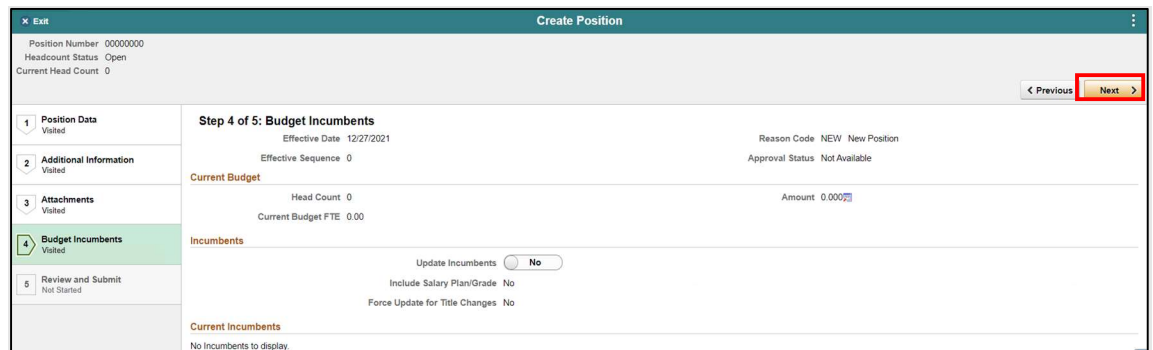 x Exit
Create Position
Position Number 00000000
Headcount Status Open
Current Head Count 0
< Previous
Next >
1 Position Data
Visited
2 Additional Information
Visited
3 Attachments
Visited
4 Budget Incumbents
Visited
5 Review and Submit
Not Started
Step 4 of 5: Budget Incumbents
Effective Date 12/27/2021 Reason Code NEW New Position
Effective Sequence 0 Approval Status Not Available
Current Budget
Head Count 0 Amount 0.000
Current Budget FTE 0.00
Incumbents
Update Incumbents No
Include Salary Plan/Grade No
Force Update for Title Changes No
Current Incumbents
No Incumbents to display.